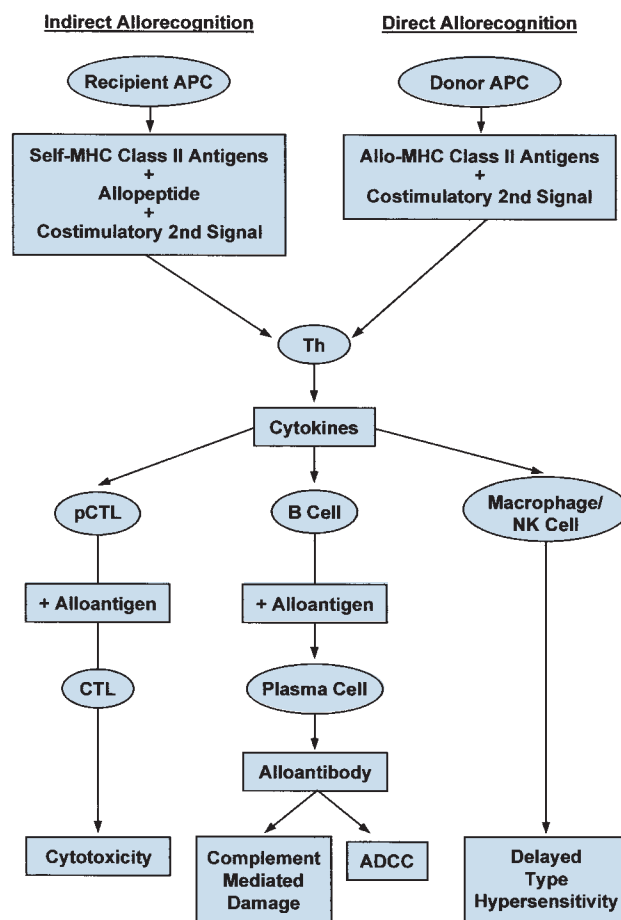 Indirect Allorecognition
Direct Allorecognition
Recipient APC
Donor APC
Self-MHC Class II Antigens
+
Allopeptide
+
Costimulatory 2nd Signal
Allo-MHC Class II Antigens
+
Costimulatory 2nd Signal
Th
Cytokines
pCTL
B Cell
Macrophage/
NK Cell
+ Alloantigen
+ Alloantigen
CTL
Plasma Cell
Alloantibody
Cytotoxicity
Complement
Mediated
Damage
ADCC
Delayed
Type
Hypersensitivity